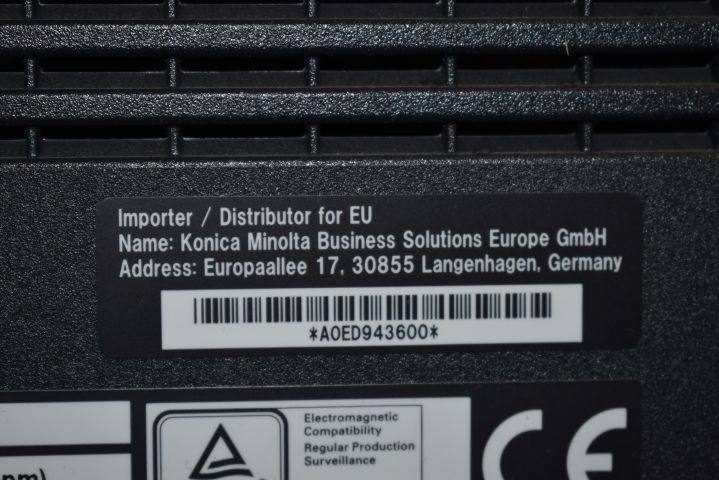 Importer / Distributor for EU
Name: Konica Minolta Business Solutions Europe GmbH
Address: Europaallee 17, 30855 Langenhagen, Germany
*A0ED943600*
Electromagnetic
Compatibility
Regular Production
Surveillance
CE
pm)